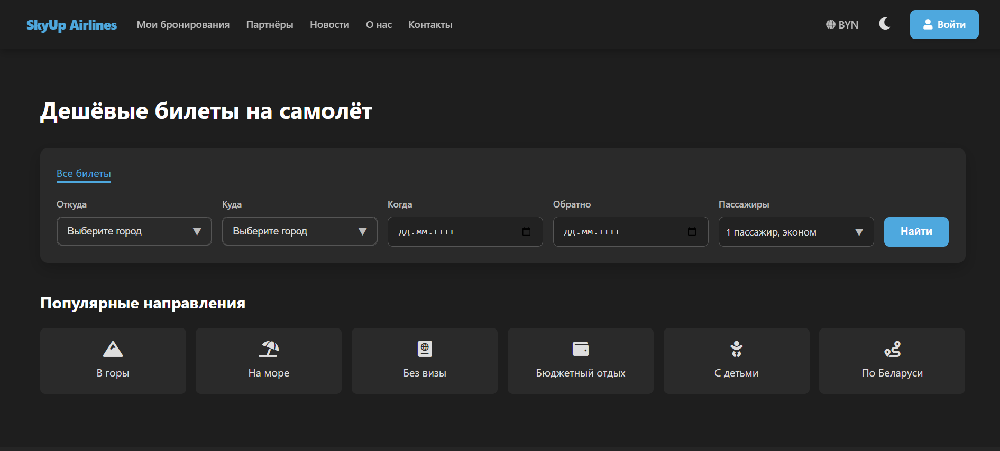 SkyUp Airlines Мои бронирования Партнёры Новости О нас Контакты BYN Войти
Дешёвые билеты на самолёт
Все билеты
Откуда Куда Когда Обратно Пассажиры
Выберите город Выберите город дд.мм.гггг дд.мм.гггг 1 пассажир, эконом Найти
Популярные направления
В горы На море Без визы Бюджетный отдых С детьми По Беларуси